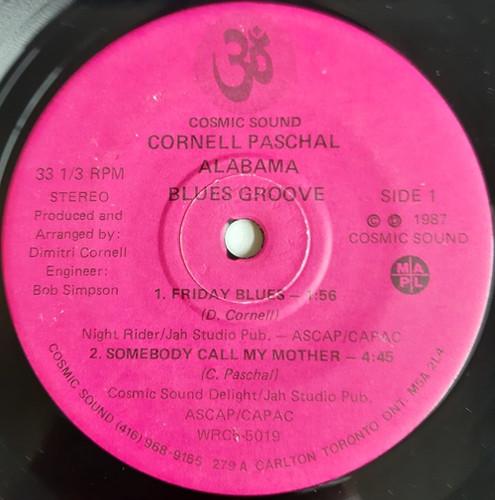 ॐ
COSMIC SOUND
CORNELL PASCHAL
ALABAMA
BLUES GROOVE
33 1/3 RPM
STEREO
Produced and
Arranged by:
Dimitri Cornell
Engineer:
Bob Simpson
SIDE 1
© Ⓟ 1987
COSMIC SOUND
M A
P L
1. FRIDAY BLUES — 1:56
(D. Cornell)
Night Rider/Jah Studio Pub. — ASCAP/CAPAC
2. SOMEBODY CALL MY MOTHER — 4:45
(C. Paschal)
Cosmic Sound Delight/Jah Studio Pub.
ASCAP/CAPAC
WRC5-5019
COSMIC SOUND (416) 968-9165 279 A CARLTON TORONTO ONT. M5A 2L4